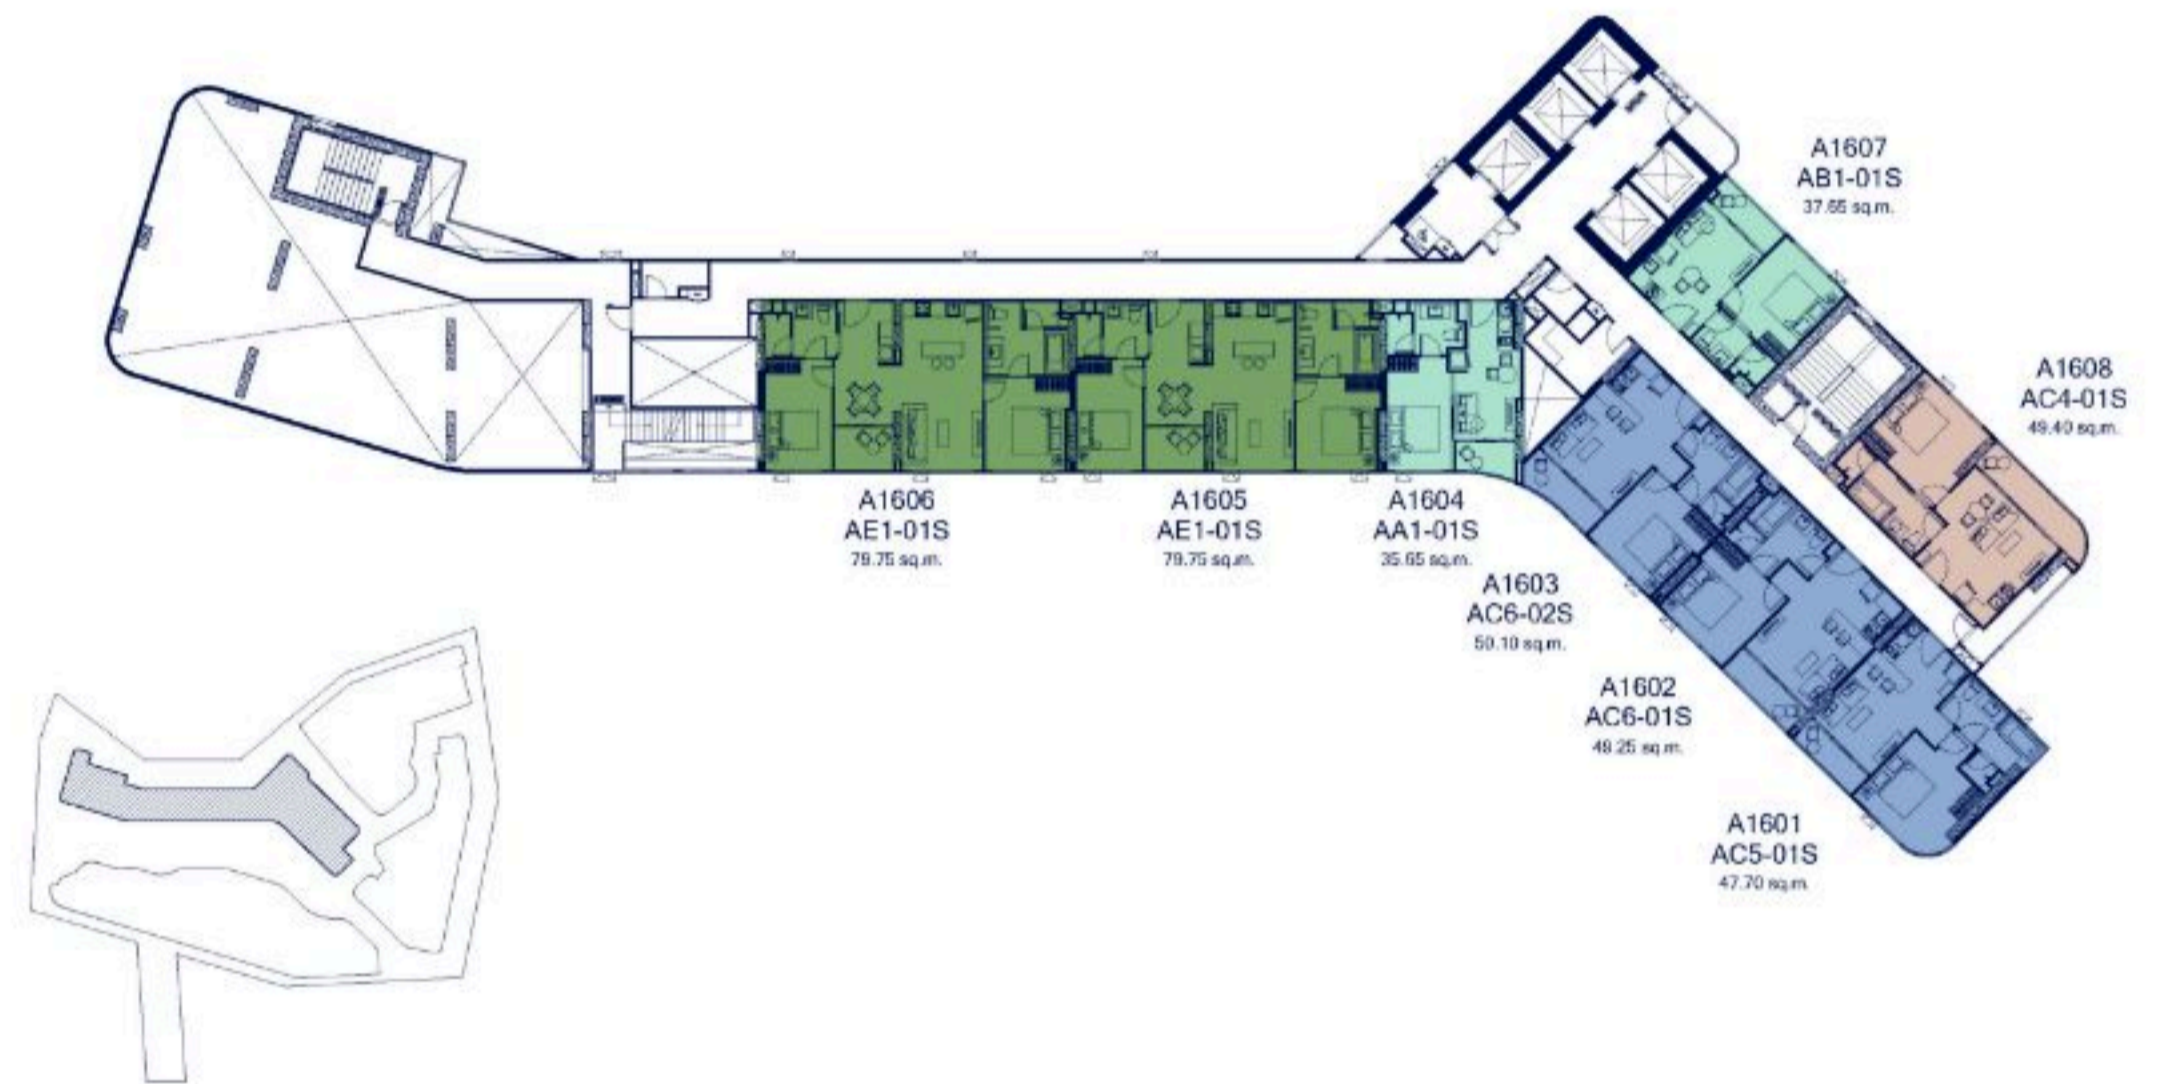 A1607
AB1-01S
37.65 sq.m.
A1608
AC4-01S
49.40 sq.m.
A1606
AE1-01S
79.75 sq.m.
A1605
AE1-01S
79.75 sq.m.
A1604
AA1-01S
35.65 sq.m.
A1603
AC6-02S
50.10 sq.m.
A1602
AC6-01S
49.25 sq.m.
A1601
AC5-01S
47.70 sq.m.